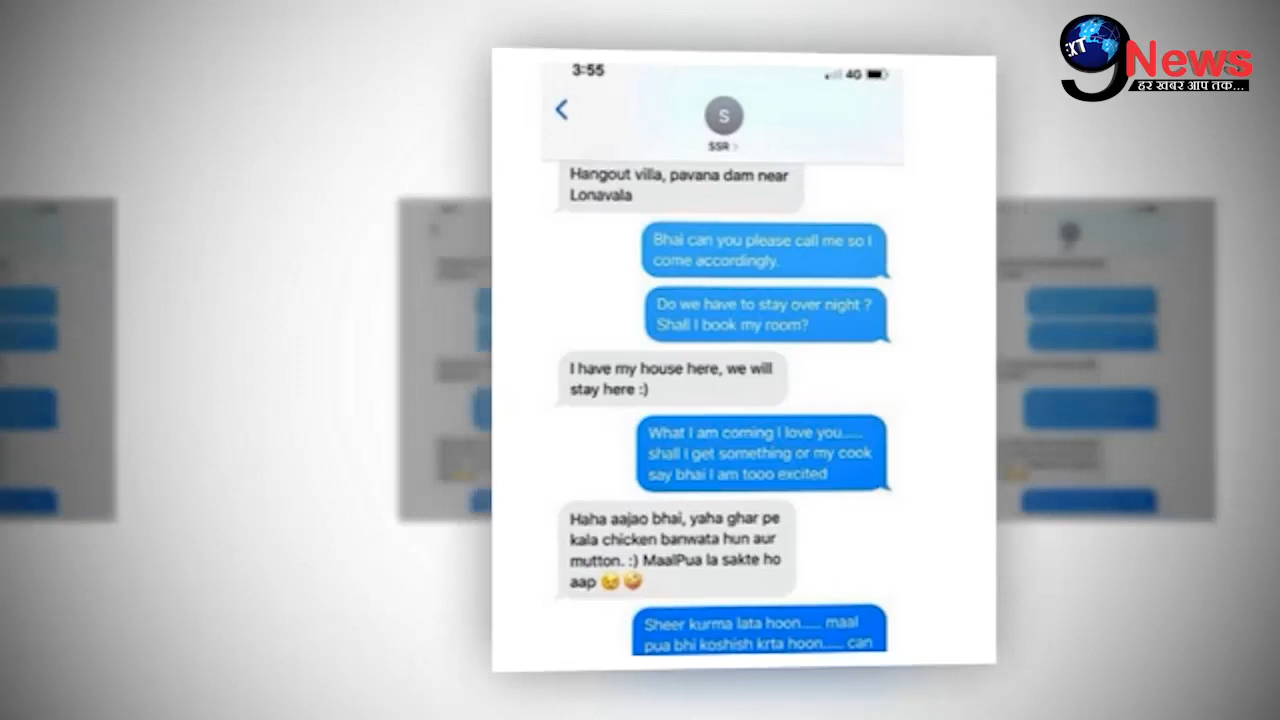 EXT
9 News
हर खबर आप तक...
3:55
4G
S
SSR >
Hangout villa, pavana dam near
Lonavala
Bhai can you please call me so I
come accordingly.
Do we have to stay over night ?
Shall I book my room?
I have my house here, we will
stay here :)
What I am coming I love you......
shall I get something or my cook
say bhai I am tooo excited
Haha aajao bhai, yaha ghar pe
kala chicken banwata hun aur
mutton. :) MaalPua la sakte ho
aap 😉🤪
Sheer kurma lata hoon...... maal
pua bhi koshish krta hoon...... can